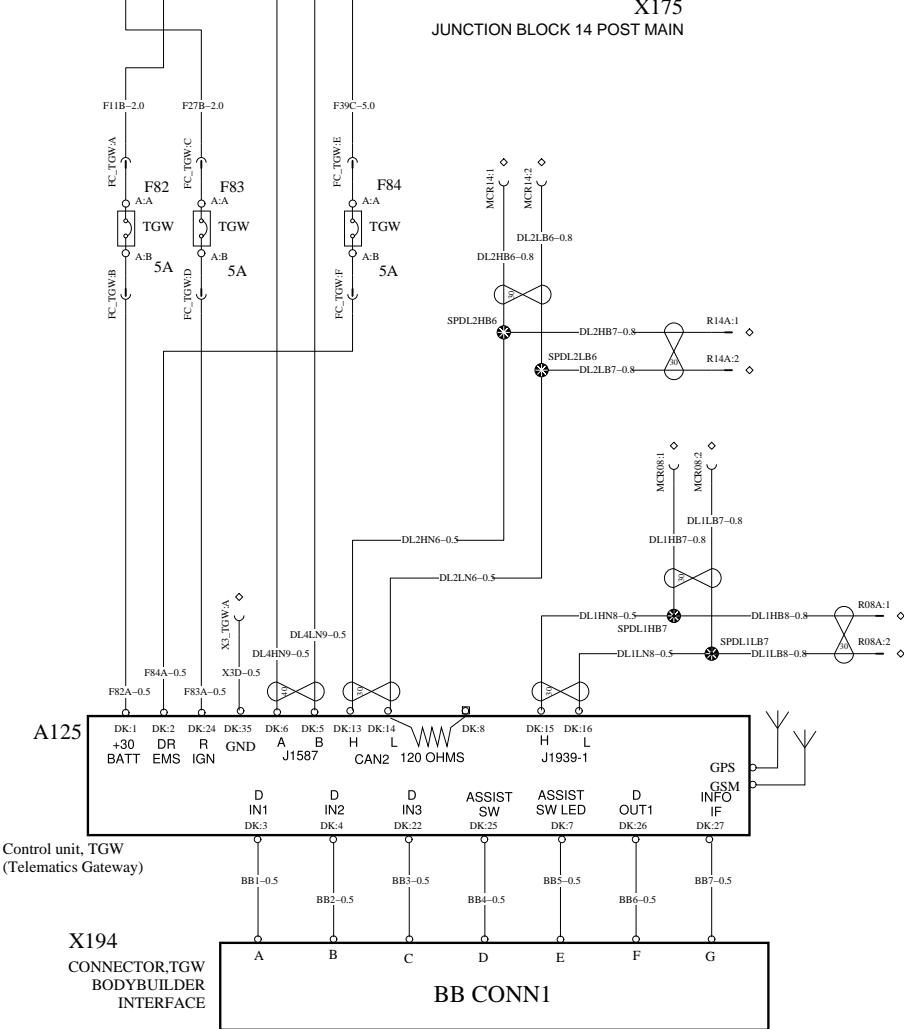 X175
JUNCTION BLOCK 14 POST MAIN
F11B–2.0
F27B–2.0
F39C–5.0
FC_TGW:A
FC_TGW:C
FC_TGW:E
MCR14:1
MCR14:2
F82
F83
F84
A:A
A:A
A:A
TGW
TGW
TGW
A:B
A:B
A:B
5A
5A
5A
FC_TGW:B
FC_TGW:D
FC_TGW:F
DL2LB6–0.8
DL2HB6–0.8
30
SPDL2HB6
DL2HB7–0.8
R14A:1
SPDL2LB6
DL2LB7–0.8
30
R14A:2
MCR08:1
MCR08:2
DL1LB7–0.8
DL1HB7–0.8
DL2HN6–0.5
DL2LN6–0.5
30
X3_TGW:A
DL1HN8–0.5
SPDL1HB7
DL1HB8–0.8
R08A:1
DL4LN9–0.5
DL4HN9–0.5
SPDL1LB7
DL1LN8–0.5
DL1LB8–0.8
30
R08A:2
F84A–0.5
X3D–0.5
F82A–0.5
F83A–0.5
40
30
30
A125
DK:1
DK:2
DK:24
DK:35
DK:6
DK:5
DK:13
DK:14
DK:8
DK:15
DK:16
+30
BATT
DR
EMS
R
IGN
GND
A
B
J1587
H
L
CAN2
120 OHMS
H
L
J1939-1
GPS
GSM
D
IN1
D
IN2
D
IN3
ASSIST
SW
ASSIST
SW LED
D
OUT1
INFO
IF
DK:3
DK:4
DK:22
DK:25
DK:7
DK:26
DK:27
Control unit, TGW
(Telematics Gateway)
BB1–0.5
BB2–0.5
BB3–0.5
BB4–0.5
BB5–0.5
BB6–0.5
BB7–0.5
X194
CONNECTOR,TGW
BODYBUILDER
INTERFACE
A
B
C
D
E
F
G
BB CONN1